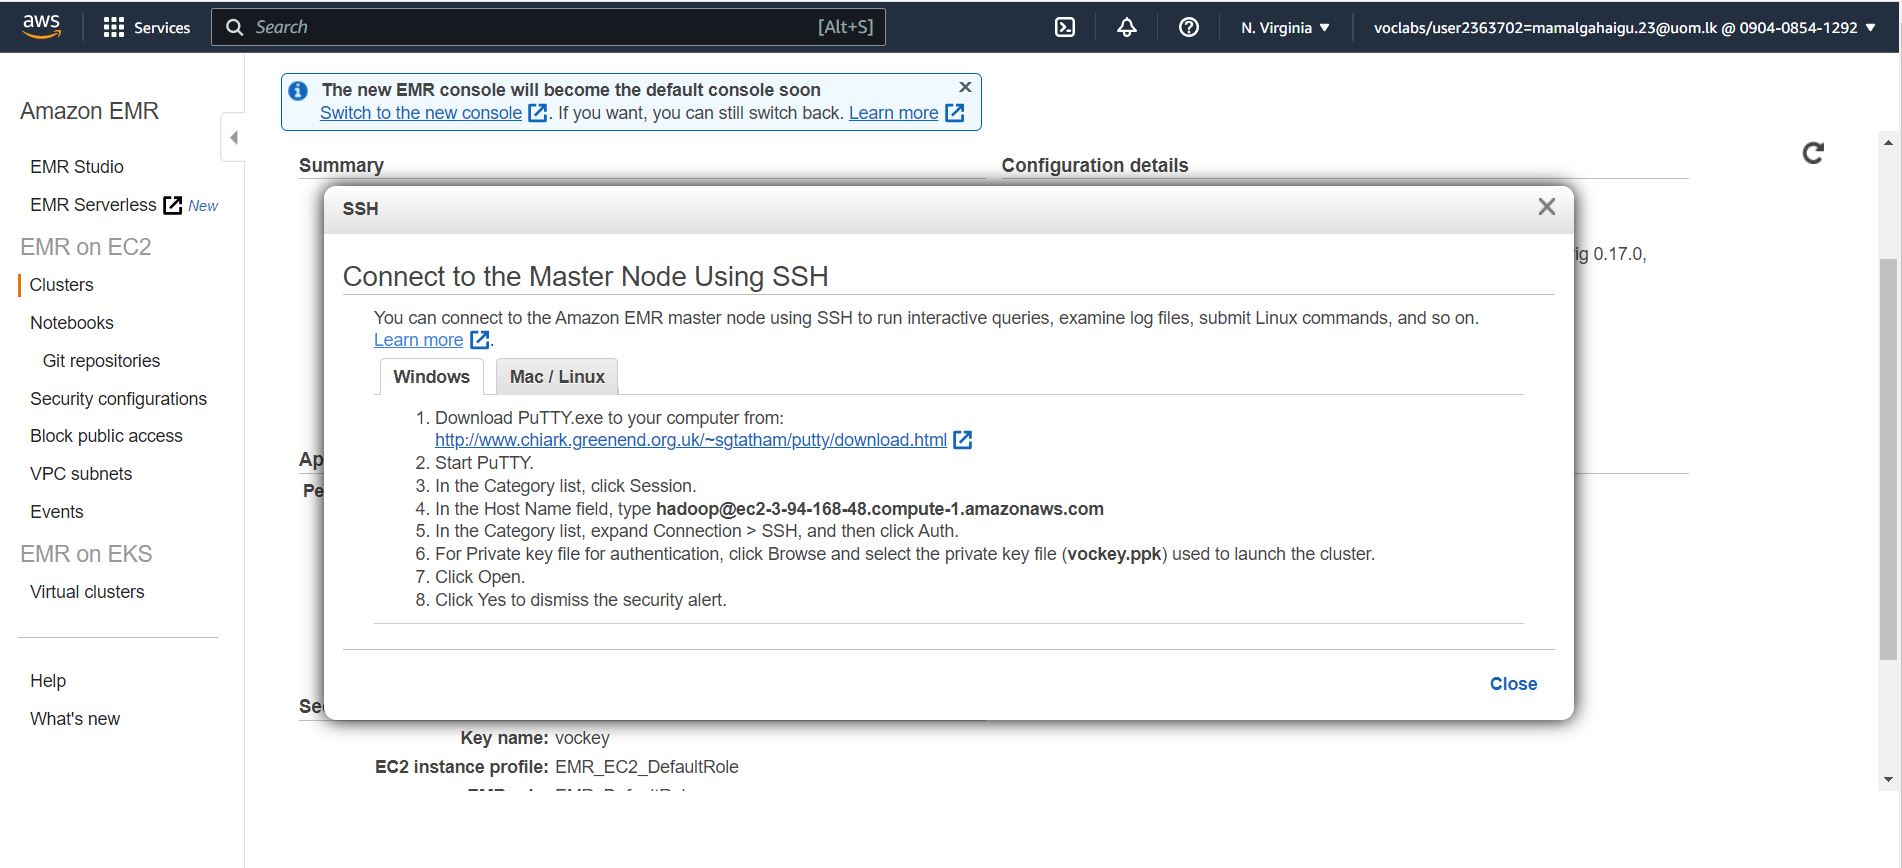 aws
Services
Search
[Alt+S]
N. Virginia
voclabs/user2363702=mamalgahaigu.23@uom.lk @ 0904-0854-1292
Amazon EMR
EMR Studio
EMR Serverless New
EMR on EC2
Clusters
Notebooks
Git repositories
Security configurations
Block public access
VPC subnets
Events
EMR on EKS
Virtual clusters
Help
What's new
The new EMR console will become the default console soon
Switch to the new console. If you want, you can still switch back. Learn more
Summary
Configuration details
ig 0.17.0,
SSH
Connect to the Master Node Using SSH
You can connect to the Amazon EMR master node using SSH to run interactive queries, examine log files, submit Linux commands, and so on.
Learn more.
Windows
Mac / Linux
1. Download PuTTY.exe to your computer from:
http://www.chiark.greenend.org.uk/~sgtatham/putty/download.html
2. Start PuTTY.
3. In the Category list, click Session.
4. In the Host Name field, type hadoop@ec2-3-94-168-48.compute-1.amazonaws.com
5. In the Category list, expand Connection > SSH, and then click Auth.
6. For Private key file for authentication, click Browse and select the private key file (vockey.ppk) used to launch the cluster.
7. Click Open.
8. Click Yes to dismiss the security alert.
Close
Ap
Pe
Se
Key name: vockey
EC2 instance profile: EMR_EC2_DefaultRole